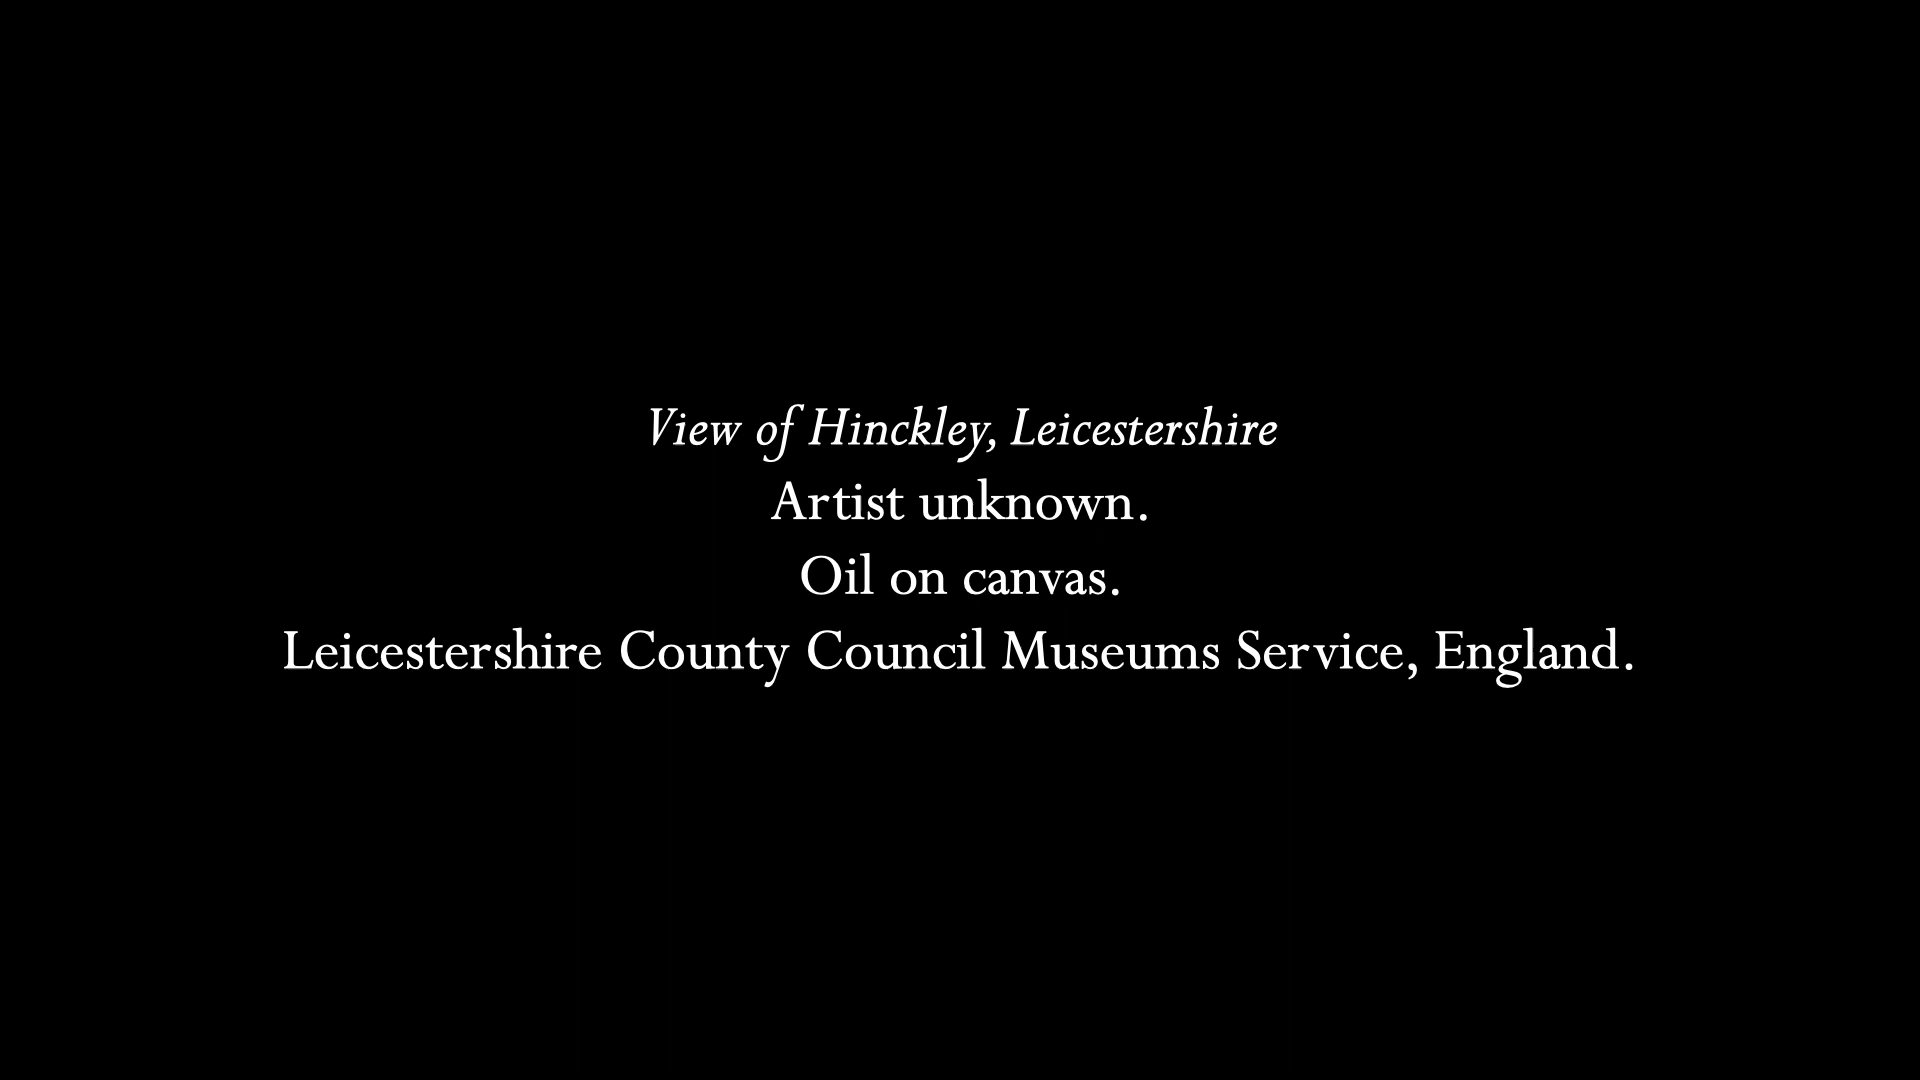 View of Hinckley, Leicestershire
Artist unknown.
Oil on canvas.
Leicestershire County Council Museums Service, England.